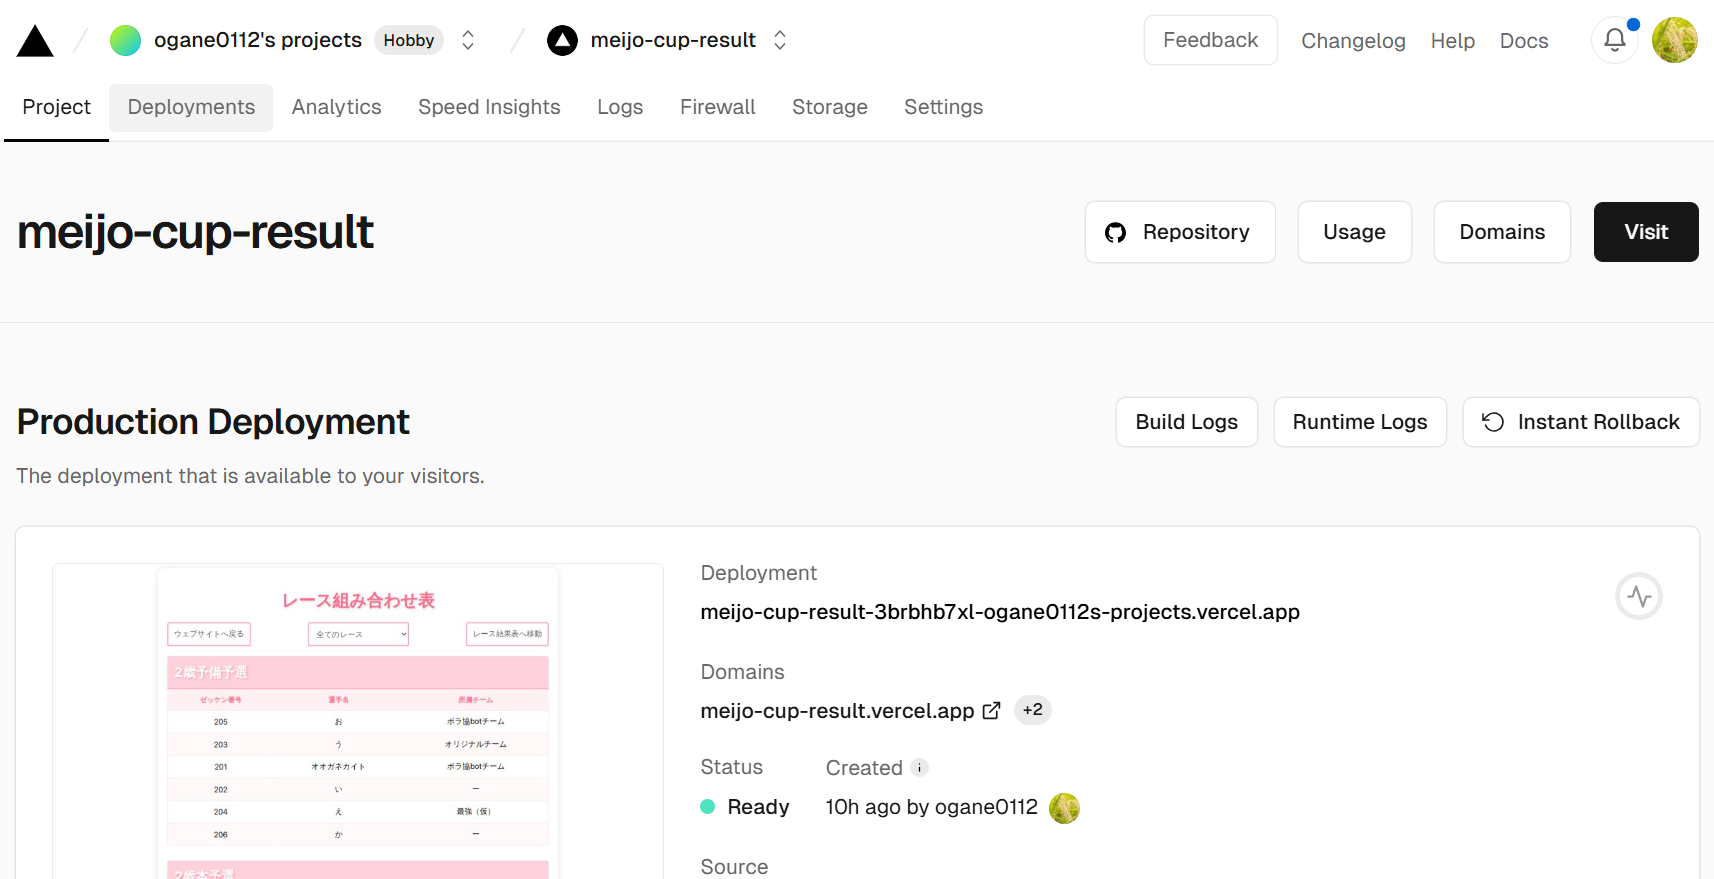 ogane0112's projects Hobby meijo-cup-result Feedback Changelog Help Docs
Project Deployments Analytics Speed Insights Logs Firewall Storage Settings
meijo-cup-result Repository Usage Domains Visit
Production Deployment Build Logs Runtime Logs Instant Rollback
The deployment that is available to your visitors.
レース組み合わせ表
ウェブサイトへ戻る 全てのレース レース結果表へ移動
2歳予備予選
ゼッケン番号 選手名 所属チーム
205 お ボラ協botチーム
203 う オリジナルチーム
201 オオガネカイト ボラ協botチーム
202 い ー
204 え 最強（仮）
206 か ー
2歳本予選
Deployment
meijo-cup-result-3brbhb7xl-ogane0112s-projects.vercel.app
Domains
meijo-cup-result.vercel.app +2
Status Created
Ready 10h ago by ogane0112
Source